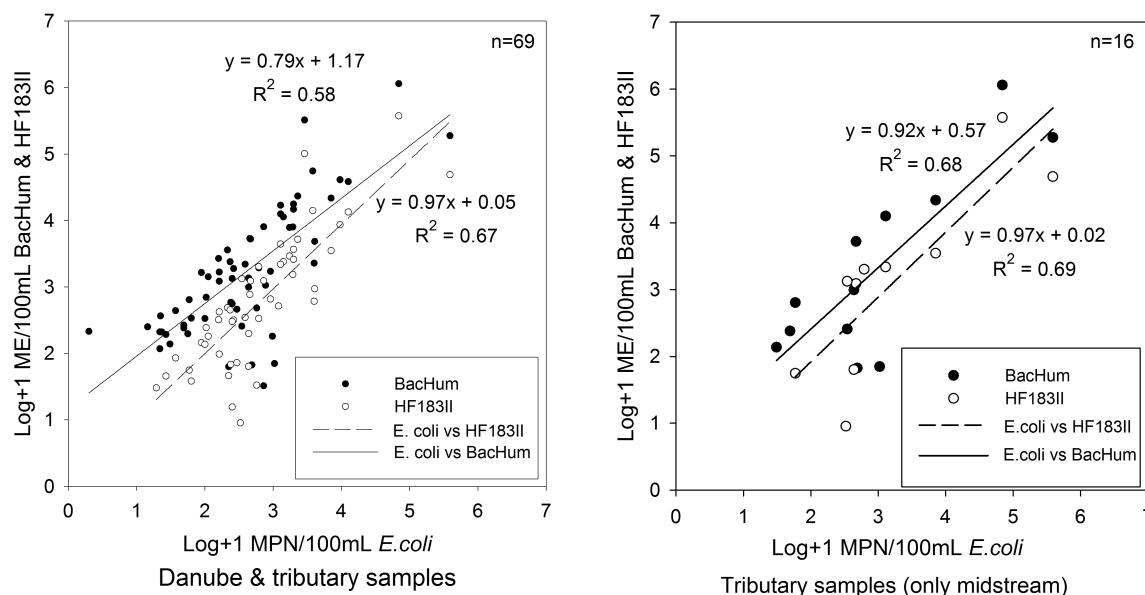 7
6
5
4
3
2
1
0
Log+1 ME/100mL BacHum & HF183II
n=69
y = 0.79x + 1.17
R2 = 0.58
y = 0.97x + 0.05
R2 = 0.67
BacHum
HF183II
E. coli vs HF183II
E. coli vs BacHum
0 1 2 3 4 5 6 7
Log+1 MPN/100mL E.coli
Danube & tributary samples
7
6
5
4
3
2
1
0
Log+1 ME/100mL BacHum & HF183II
n=16
y = 0.92x + 0.57
R2 = 0.68
y = 0.97x + 0.02
R2 = 0.69
BacHum
HF183II
E.coli vs HF183II
E.coli vs BacHum
0 1 2 3 4 5 6 7
Log+1 MPN/100mL E.coli
Tributary samples (only midstream)